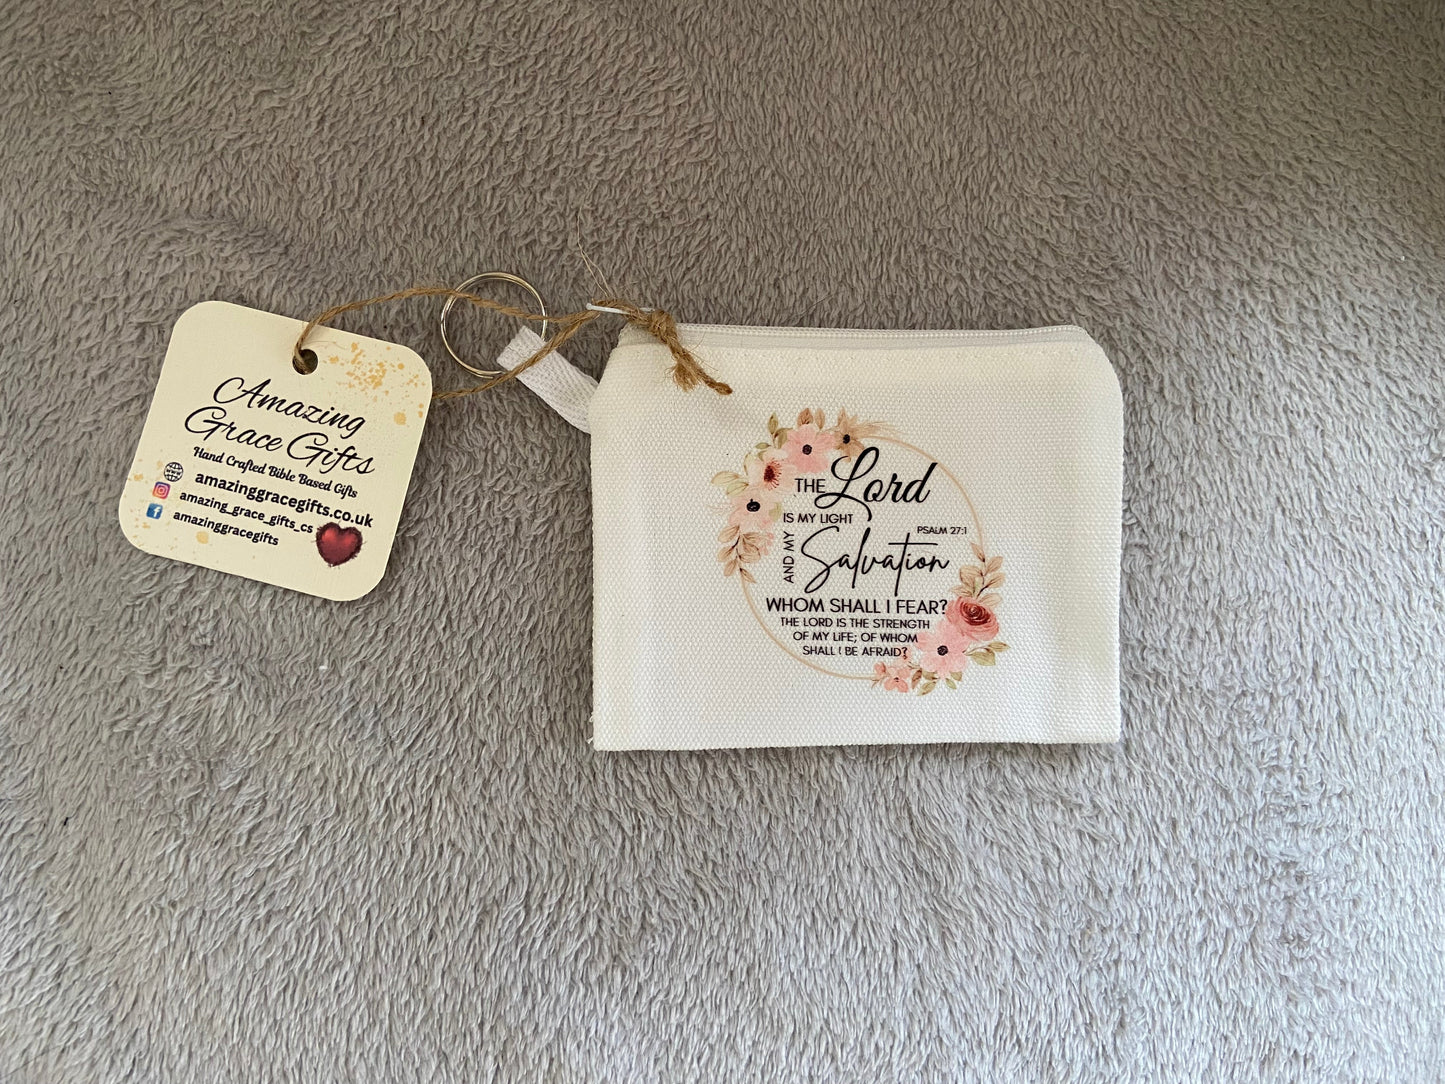 Amazing
Grace Gifts
Hand Crafted Bible Based Gifts
www
amazinggracegifts.co.uk
amazing_grace_gifts_cs
amazinggracegifts
THE Lord
IS MY LIGHT
PSALM 27:1
AND MY Salvation
WHOM SHALL I FEAR?
THE LORD IS THE STRENGTH
OF MY LIFE; OF WHOM
SHALL I BE AFRAID?